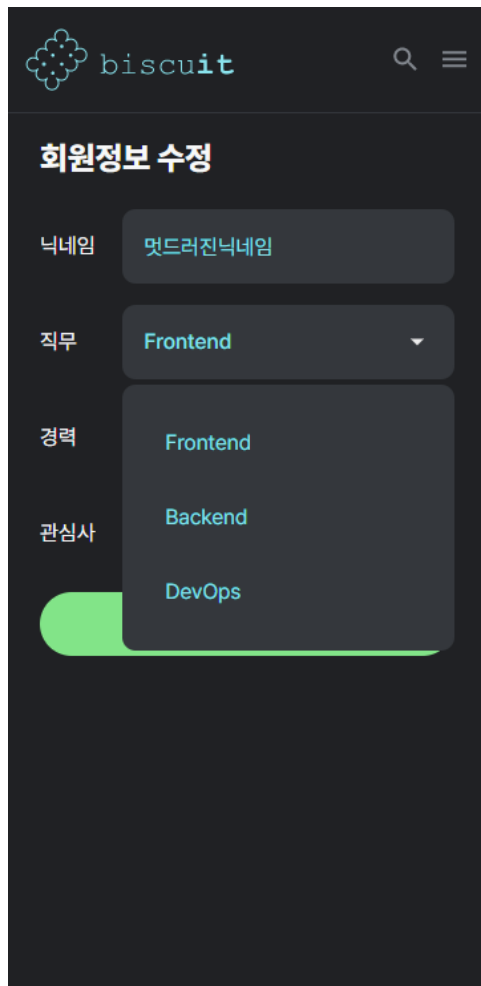 biscuit
회원정보 수정
닉네임 멋드러진닉네임
직무 Frontend
경력
Frontend
Backend
관심사
DevOps